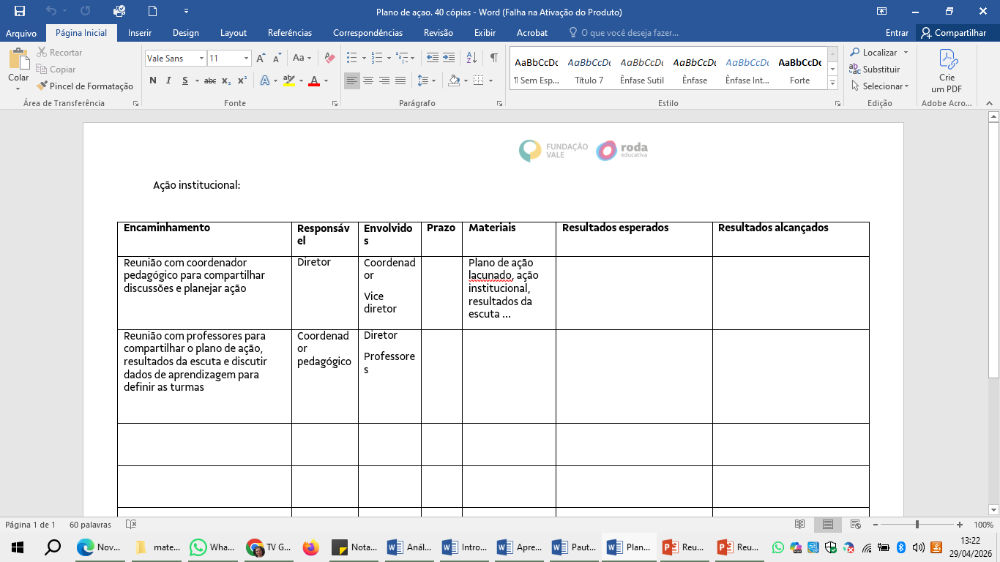 Plano de açao. 40 cópias - Word (Falha na Ativação do Produto)
Arquivo
Página Inicial
Inserir
Design
Layout
Referências
Correspondências
Revisão
Exibir
Acrobat
O que você deseja fazer...
Entrar
Compartilhar
Colar
Recortar
Copiar
Pincel de Formatação
Área de Transferência
Vale Sans
11
A A Aa
N I S abc x₂ x² A ab A
Fonte
Parágrafo
AaBbCcDc AaBbCcDc AaBbCcDc AaBbCcDc AaBbCcDc AaBbCcDc
¶ Sem Esp... Título 7 Ênfase Sutil Ênfase Ênfase Int... Forte
Estilo
Localizar
Substituir
Selecionar
Edição
Crie
um PDF
Adobe Acro...
FUNDAÇÃO
VALE
roda
educativa
Ação institucional:
Encaminhamento
Responsáv
el
Envolvido
s
Prazo
Materiais
Resultados esperados
Resultados alcançados
Reunião com coordenador
pedagógico para compartilhar
discussões e planejar ação
Diretor
Coordenad
or
Vice
diretor
Plano de ação
lacunado, ação
institucional,
resultados da
escuta ...
Reunião com professores para
compartilhar o plano de ação,
resultados da escuta e discutir
dados de aprendizagem para
definir as turmas
Coordenad
or
pedagógico
Diretor
Professore
s
Página 1 de 1
60 palavras
100%
Nov...
mate...
Wha...
TV G...
Nota...
Anál...
Intro...
Apre...
Paut...
Plan...
Reu...
Reu...
13:22
29/04/2026